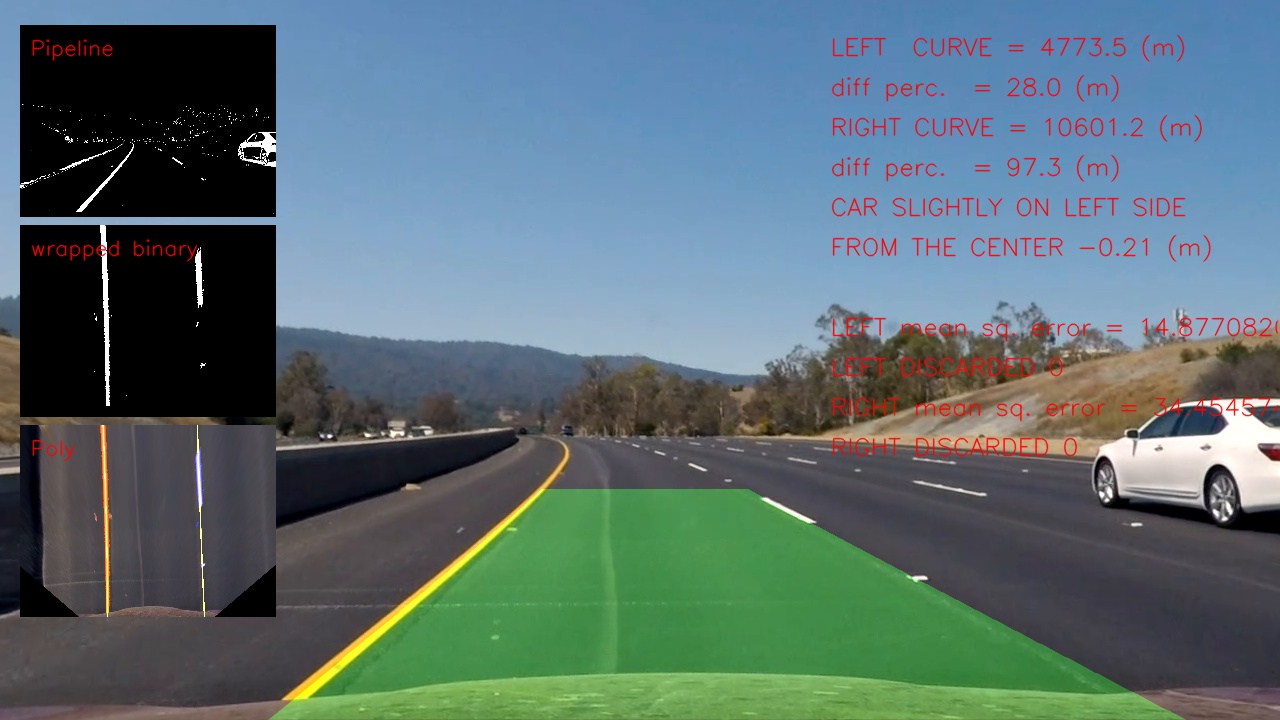 Pipeline
wrapped binary
Poly
LEFT CURVE = 4773.5 (m)
diff perc. = 28.0 (m)
RIGHT CURVE = 10601.2 (m)
diff perc. = 97.3 (m)
CAR SLIGHTLY ON LEFT SIDE
FROM THE CENTER -0.21 (m)
LEFT mean sq. error = 14.877082
LEFT DISCARDED 0
RIGHT mean sq. error = 34.45457
RIGHT DISCARDED 0